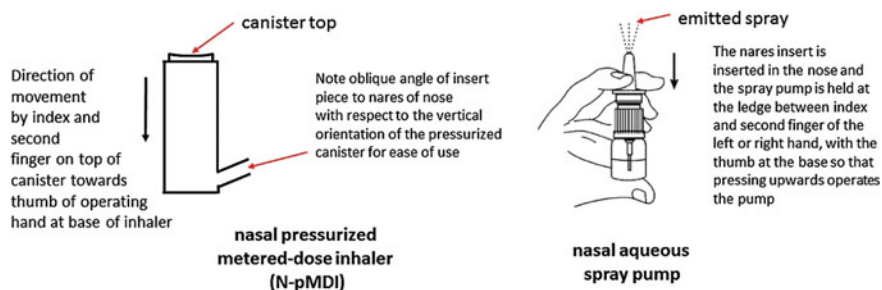 canister top
Direction of
movement
by index and
second
finger on top of
canister towards
thumb of operating
hand at base of inhaler
Note oblique angle of insert
piece to nares of nose
with respect to the vertical
orientation of the pressurized
canister for ease of use
nasal pressurized
metered-dose inhaler
(N-pMDI)
emitted spray
The nares insert is
inserted in the nose and
the spray pump is held at
the ledge between index
and second finger of the
left or right hand, with the
thumb at the base so that
pressing upwards operates
the pump
nasal aqueous
spray pump